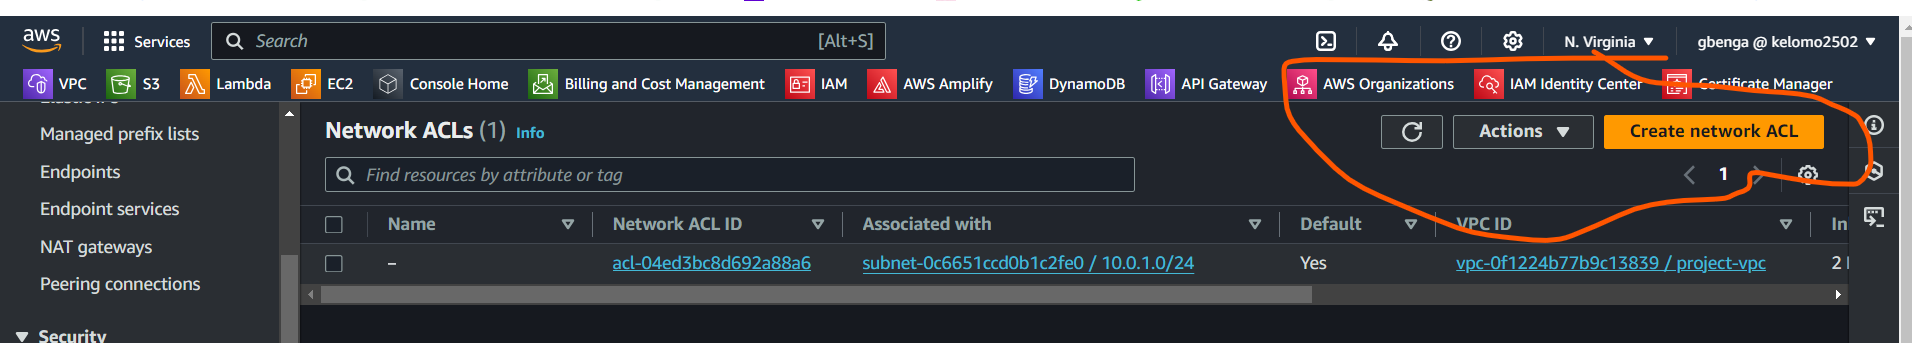 aws Services Search [Alt+S] N. Virginia gbenga @ kelomo2502
VPC S3 Lambda EC2 Console Home Billing and Cost Management IAM AWS Amplify DynamoDB API Gateway AWS Organizations IAM Identity Center Certificate Manager
Managed prefix lists
Endpoints
Endpoint services
NAT gateways
Peering connections
Security
Network ACLs (1) Info
Actions Create network ACL
Find resources by attribute or tag
1
Name Network ACL ID Associated with Default VPC ID In
– acl-04ed3bc8d692a88a6 subnet-0c6651ccd0b1c2fe0 / 10.0.1.0/24 Yes vpc-0f1224b77b9c13839 / project-vpc 2